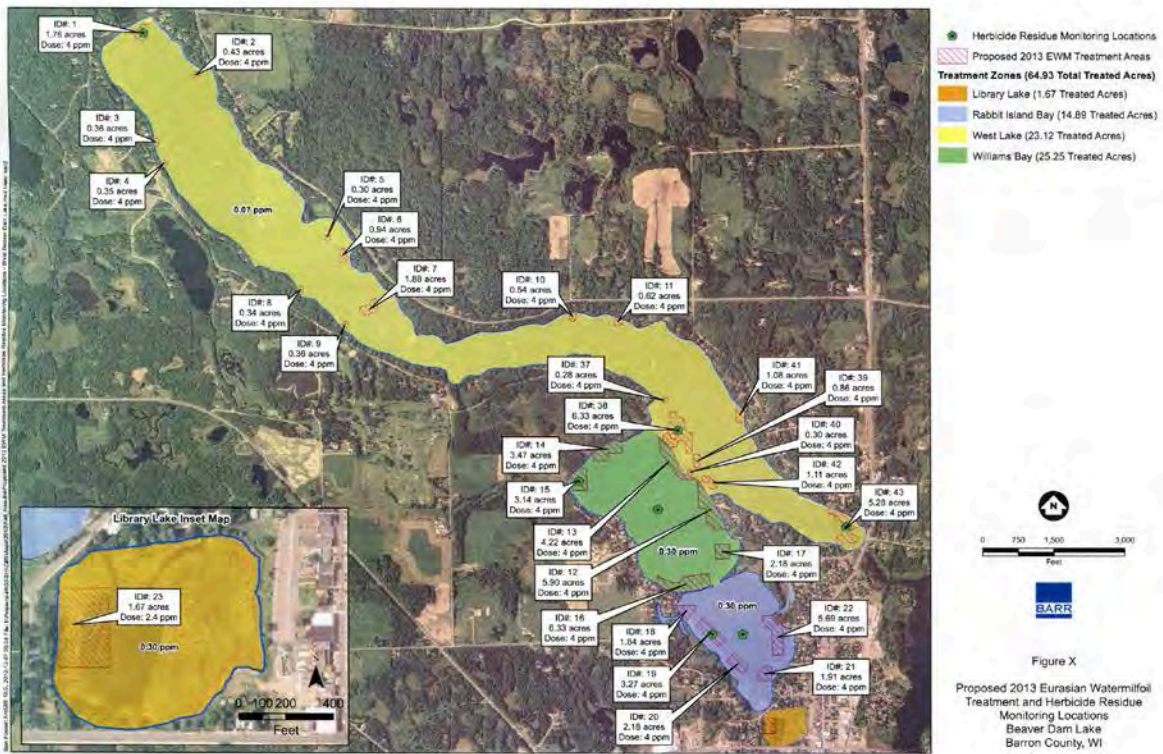 ID#: 1
1.76 acres
Dose: 4 ppm
ID#: 2
0.43 acres
Dose: 4 ppm
ID#: 3
0.36 acres
Dose: 4 ppm
ID#: 4
0.35 acres
Dose: 4 ppm
ID#: 5
0.30 acres
Dose: 4 ppm
ID#: 6
0.94 acres
Dose: 4 ppm
0.07 ppm
ID#: 7
1.89 acres
Dose: 4 ppm
ID#: 8
0.34 acres
Dose: 4 ppm
ID#: 9
0.36 acres
Dose: 4 ppm
ID#: 10
0.54 acres
Dose: 4 ppm
ID#: 11
0.62 acres
Dose: 4 ppm
ID#: 37
0.28 acres
Dose: 4 ppm
ID#: 41
1.08 acres
Dose: 4 ppm
ID#: 39
0.86 acres
Dose: 4 ppm
ID#: 38
6.33 acres
Dose: 4 ppm
ID#: 40
0.30 acres
Dose: 4 ppm
ID#: 14
3.47 acres
Dose: 4 ppm
ID#: 42
1.11 acres
Dose: 4 ppm
ID#: 15
3.14 acres
Dose: 4 ppm
ID#: 43
5.28 acres
Dose: 4 ppm
ID#: 13
4.22 acres
Dose: 4 ppm
0.30 ppm
ID#: 17
2.18 acres
Dose: 4 ppm
ID#: 12
5.90 acres
Dose: 4 ppm
ID#: 16
6.33 acres
Dose: 4 ppm
0.36 ppm
ID#: 22
5.69 acres
Dose: 4 ppm
ID#: 18
1.84 acres
Dose: 4 ppm
ID#: 19
3.27 acres
Dose: 4 ppm
ID#: 21
1.91 acres
Dose: 4 ppm
ID#: 20
2.18 acres
Dose: 4 ppm
Library Lake Inset Map
ID#: 23
1.67 acres
Dose: 2.4 ppm
0.30 ppm
N
0 100 200 400
Feet
Herbicide Residue Monitoring Locations
Proposed 2013 EWM Treatment Areas
Treatment Zones (64.93 Total Treated Acres)
Library Lake (1.67 Treated Acres)
Rabbit Island Bay (14.89 Treated Acres)
West Lake (23.12 Treated Acres)
Williams Bay (25.25 Treated Acres)
N
0 750 1,500 3,000
Feet
BARR
Figure X
Proposed 2013 Eurasian Watermilfoil
Treatment and Herbicide Residue
Monitoring Locations
Beaver Dam Lake
Barron County, WI